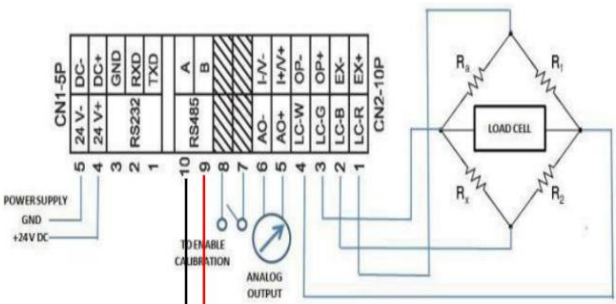 CN1-5P
DC-
DC+
GND
RXD
TXD
24 V-
24 V+
RS232
5
4
3
2
1
A
B
I-/V-
I+/V+
OP-
OP+
EX-
EX+
RS485
AO-
AO+
LC-W
LC-G
LC-B
LC-R
CN2-10P
10
9
8
7
6
5
4
3
2
1
POWER SUPPLY
GND
+24 V DC
TO ENABLE
CALIBRATION
ANALOG
OUTPUT
Ra
R1
LOAD CELL
Rx
R2